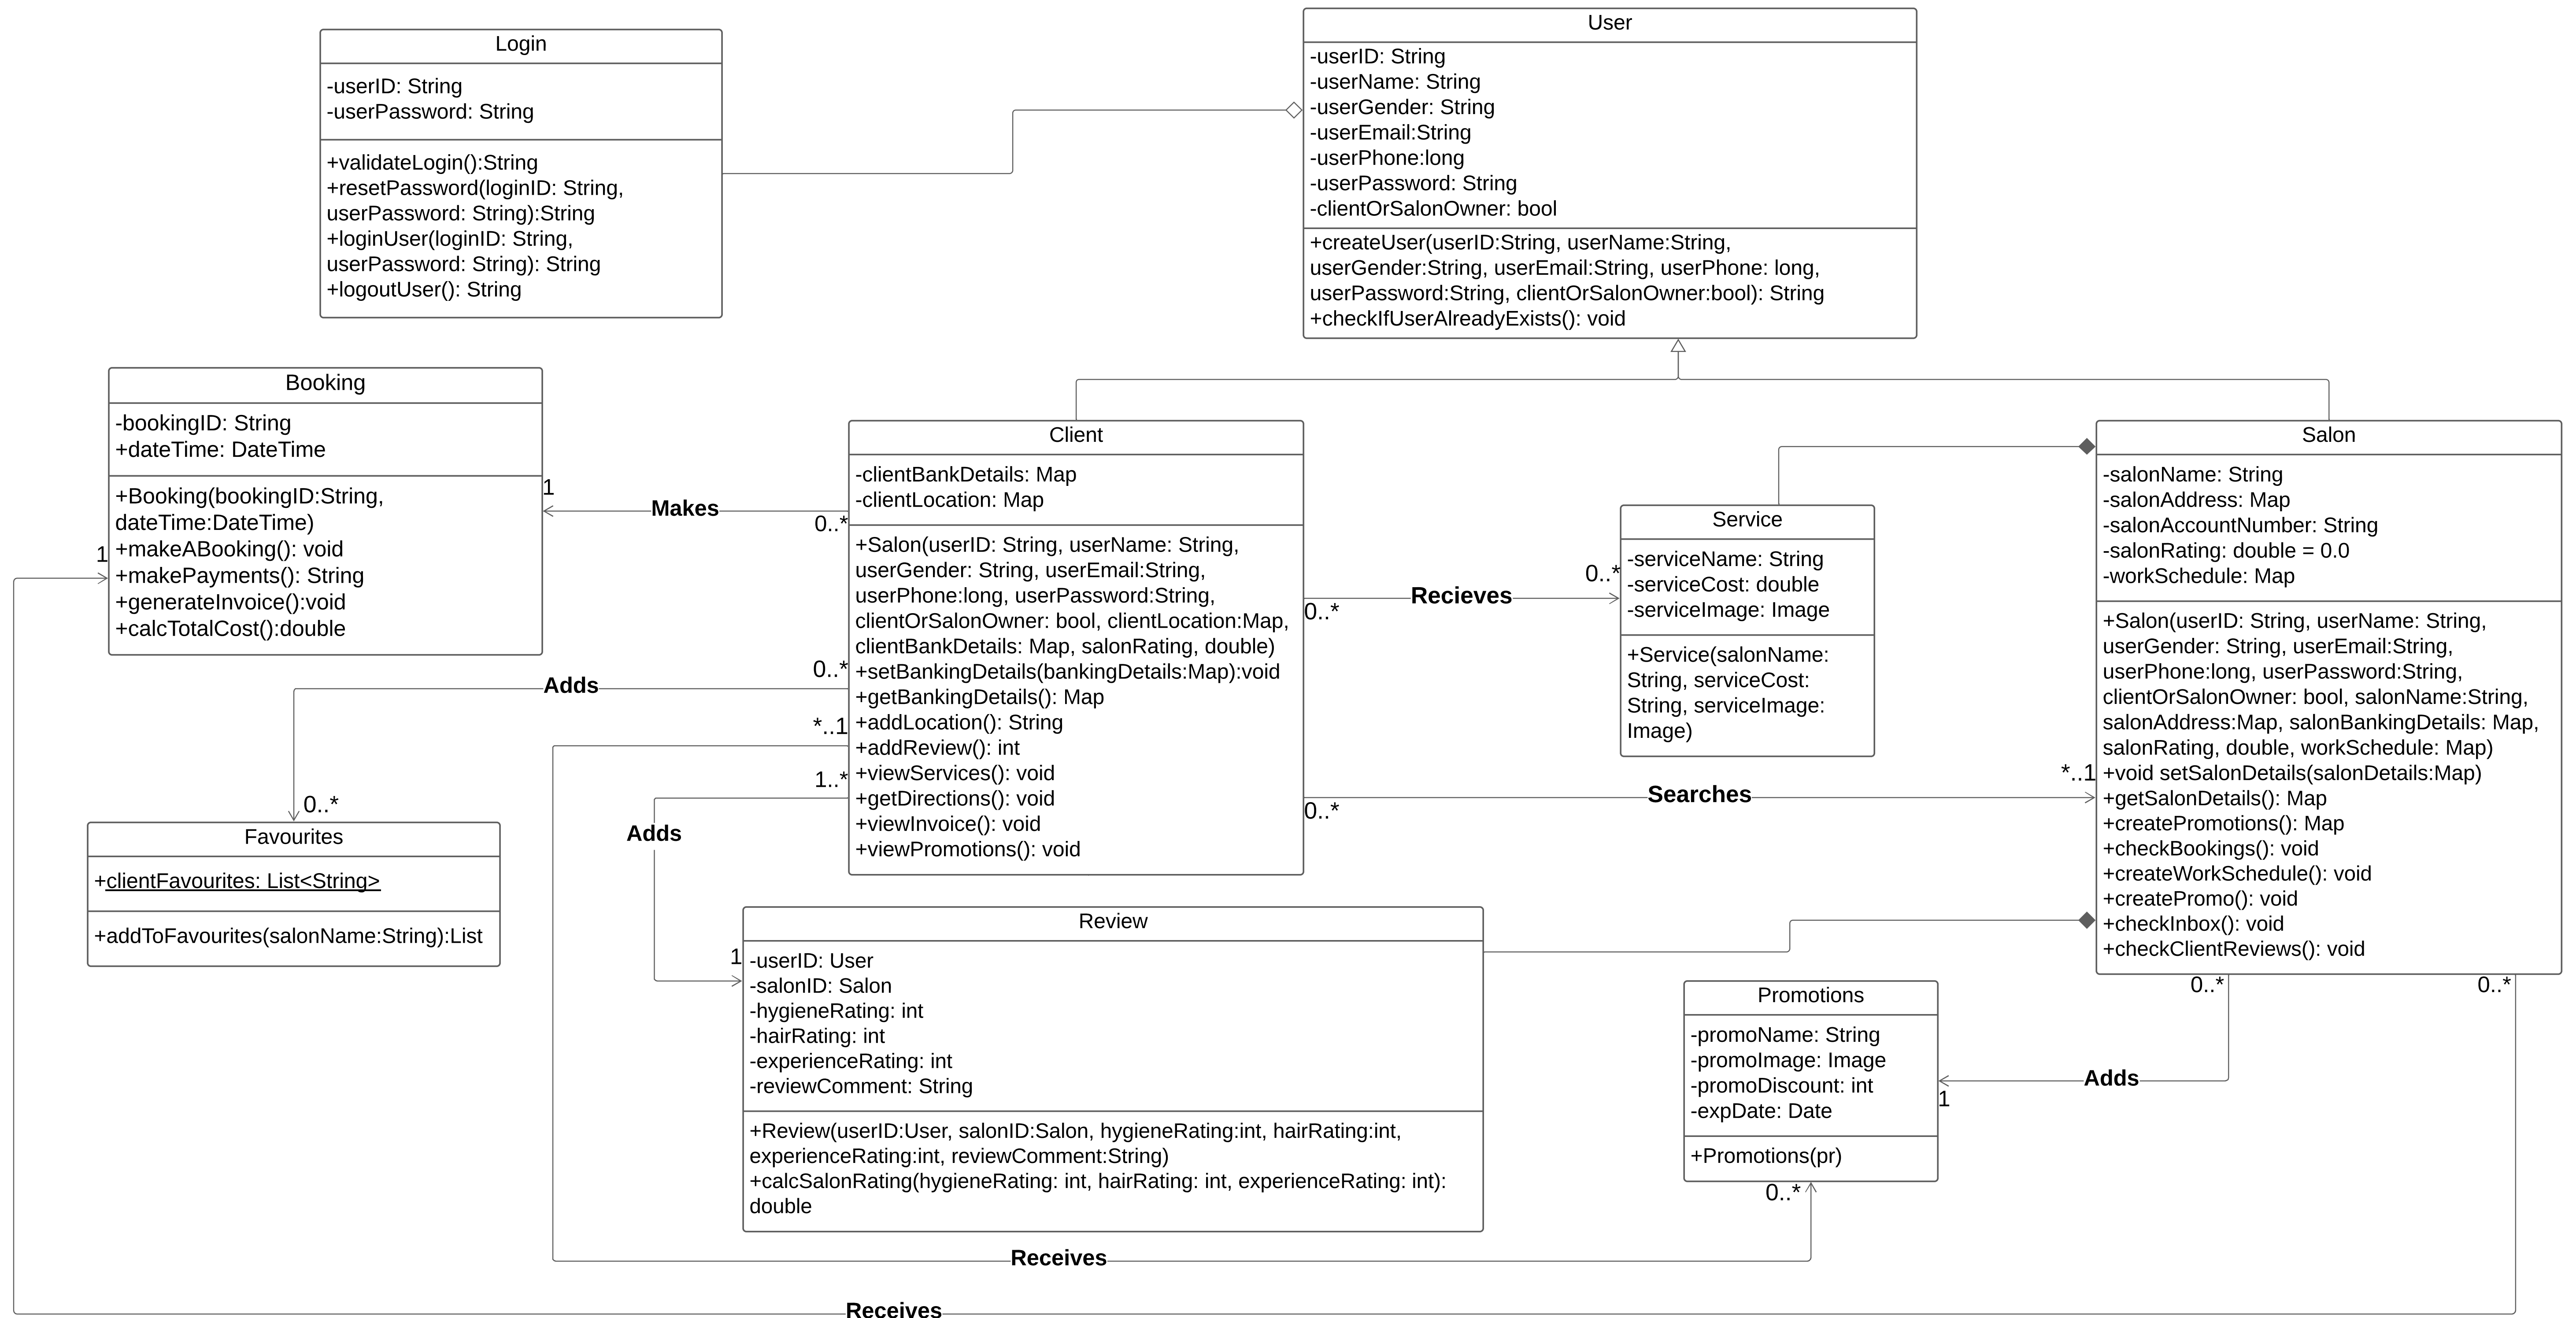 Login
-userID: String
-userPassword: String
+validateLogin():String
+resetPassword(loginID: String,
userPassword: String):String
+loginUser(loginID: String,
userPassword: String): String
+logoutUser(): String
User
-userID: String
-userName: String
-userGender: String
-userEmail:String
-userPhone:long
-userPassword: String
-clientOrSalonOwner: bool
+createUser(userID:String, userName:String,
userGender:String, userEmail:String, userPhone: long,
userPassword:String, clientOrSalonOwner:bool): String
+checkIfUserAlreadyExists(): void
Booking
-bookingID: String
+dateTime: DateTime
+Booking(bookingID:String,
dateTime:DateTime)
+makeABooking(): void
+makePayments(): String
+generateInvoice():void
+calcTotalCost():double
1
1
Makes
0..*
Client
-clientBankDetails: Map
-clientLocation: Map
+Salon(userID: String, userName: String,
userGender: String, userEmail:String,
userPhone:long, userPassword:String,
clientOrSalonOwner: bool, clientLocation:Map,
clientBankDetails: Map, salonRating, double)
+setBankingDetails(bankingDetails:Map):void
+getBankingDetails(): Map
+addLocation(): String
+addReview(): int
+viewServices(): void
+getDirections(): void
+viewInvoice(): void
+viewPromotions(): void
0..*
Recieves
0..*
Service
-serviceName: String
-serviceCost: double
-serviceImage: Image
+Service(salonName:
String, serviceCost:
String, serviceImage:
Image)
Salon
-salonName: String
-salonAddress: Map
-salonAccountNumber: String
-salonRating: double = 0.0
-workSchedule: Map
+Salon(userID: String, userName: String,
userGender: String, userEmail:String,
userPhone:long, userPassword:String,
clientOrSalonOwner: bool, salonName:String,
salonAddress:Map, salonBankingDetails: Map,
salonRating, double, workSchedule: Map)
+void setSalonDetails(salonDetails:Map)
+getSalonDetails(): Map
+createPromotions(): Map
+checkBookings(): void
+createWorkSchedule(): void
+createPromo(): void
+checkInbox(): void
+checkClientReviews(): void
0..*
Searches
*..1
0..*
Adds
0..*
*..1
1..*
Adds
1
Favourites
+clientFavourites: List<String>
+addToFavourites(salonName:String):List
Review
-userID: User
-salonID: Salon
-hygieneRating: int
-hairRating: int
-experienceRating: int
-reviewComment: String
+Review(userID:User, salonID:Salon, hygieneRating:int, hairRating:int,
experienceRating:int, reviewComment:String)
+calcSalonRating(hygieneRating: int, hairRating: int, experienceRating: int):
double
Promotions
-promoName: String
-promoImage: Image
-promoDiscount: int
-expDate: Date
+Promotions(pr)
0..*
0..*
Adds
1
0..*
Receives
Receives